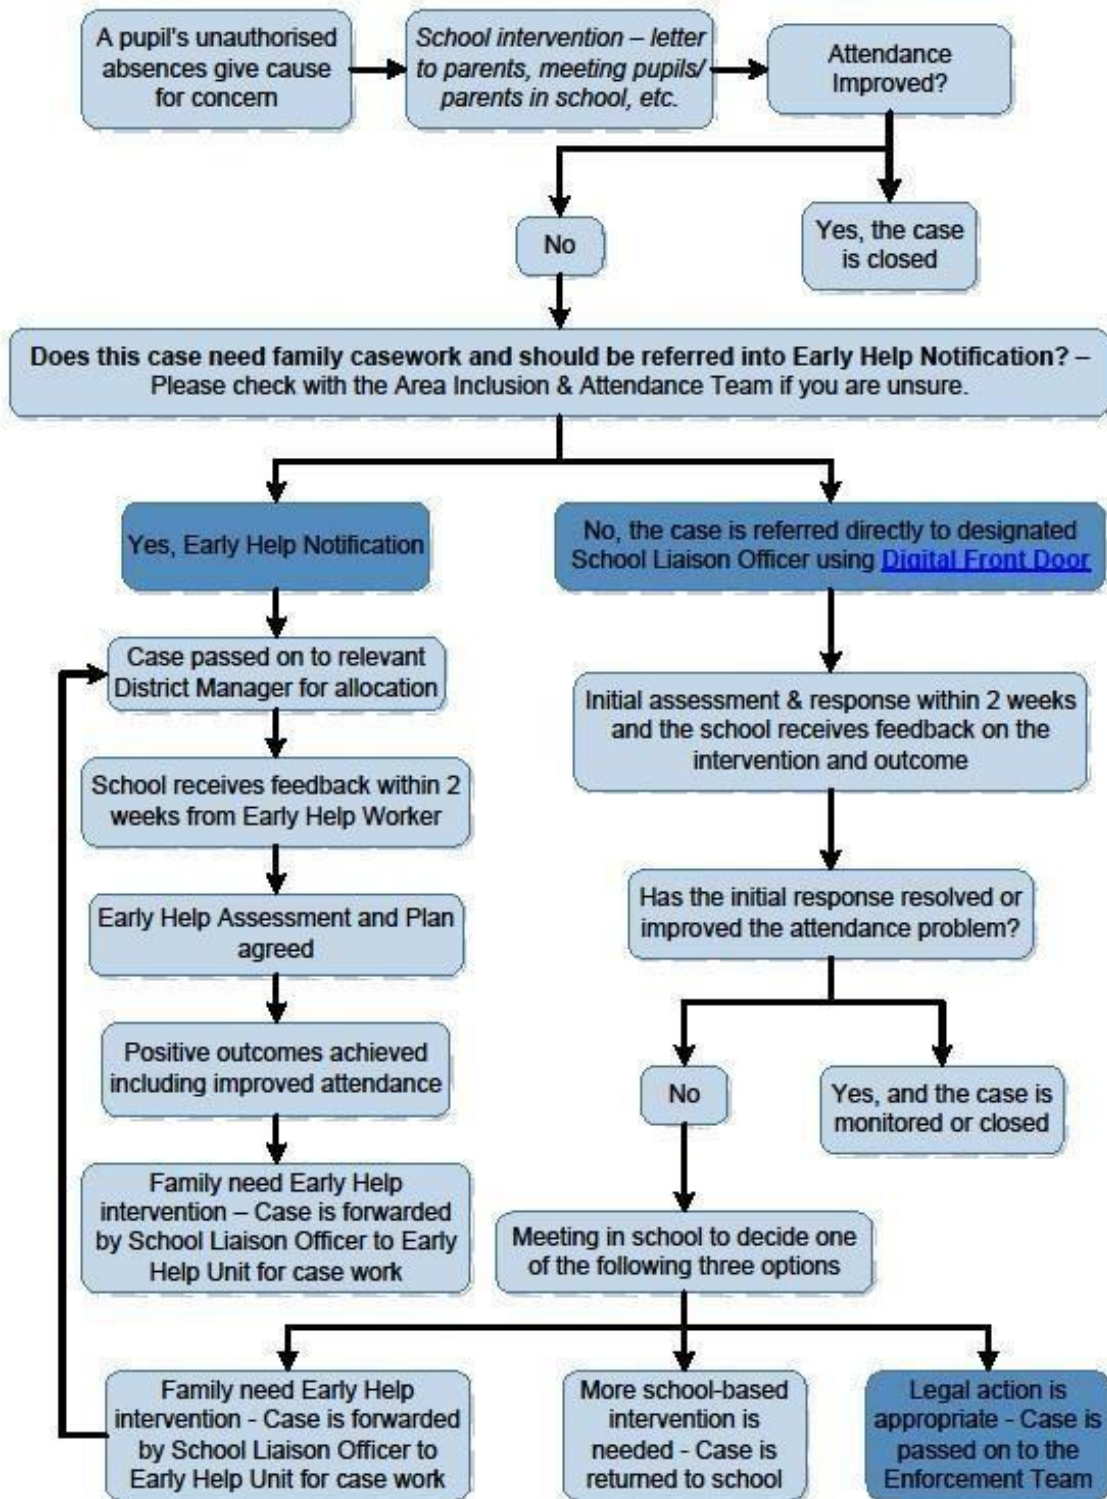 A pupil's unauthorised
absences give cause
for concern
School intervention – letter
to parents, meeting pupils/
parents in school, etc.
Attendance
Improved?
No
Yes, the case
is closed
Does this case need family casework and should be referred into Early Help Notification? –
Please check with the Area Inclusion & Attendance Team if you are unsure.
Yes, Early Help Notification
No, the case is referred directly to designated
School Liaison Officer using Digital Front Door
Case passed on to relevant
District Manager for allocation
School receives feedback within 2
weeks from Early Help Worker
Early Help Assessment and Plan
agreed
Positive outcomes achieved
including improved attendance
Family need Early Help
intervention – Case is forwarded
by School Liaison Officer to Early
Help Unit for case work
Initial assessment & response within 2 weeks
and the school receives feedback on the
intervention and outcome
Has the initial response resolved or
improved the attendance problem?
No
Yes, and the case is
monitored or closed
Meeting in school to decide one
of the following three options
Family need Early Help
intervention - Case is forwarded
by School Liaison Officer to
Early Help Unit for case work
More school-based
intervention is
needed - Case is
returned to school
Legal action is
appropriate - Case is
passed on to the
Enforcement Team